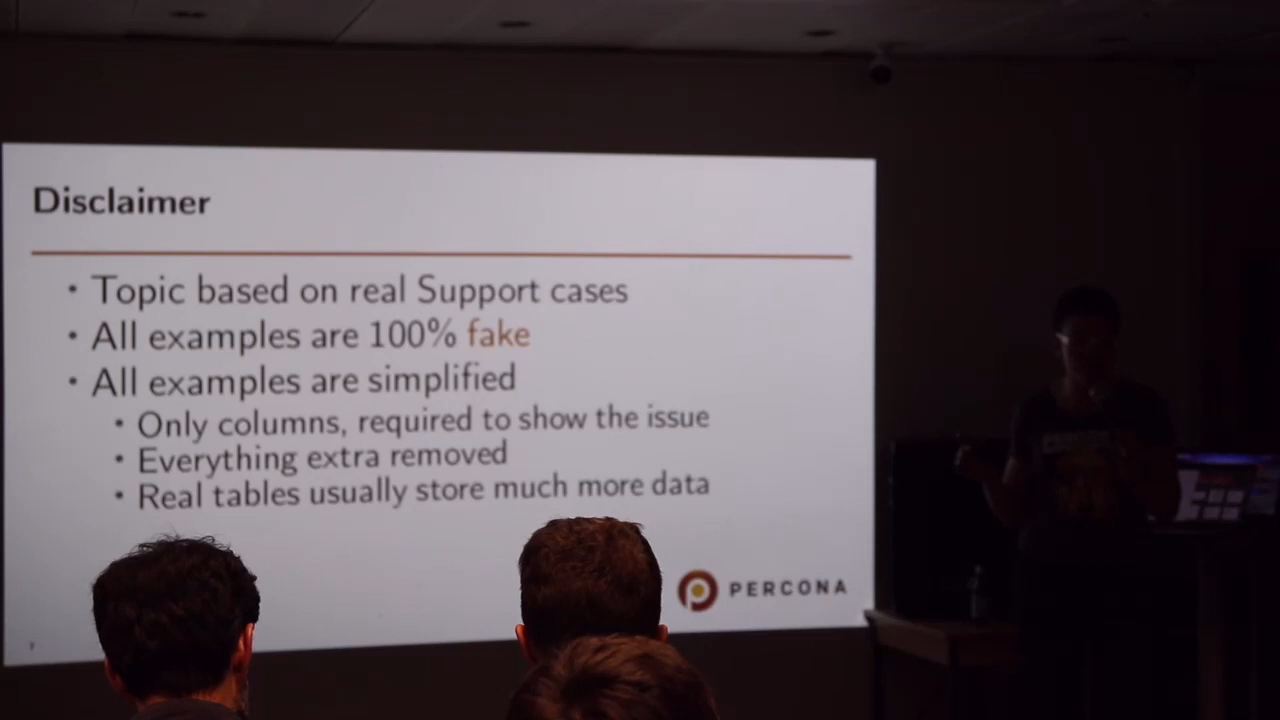 Disclaimer
• Topic based on real Support cases
• All examples are 100% fake
• All examples are simplified
• Only columns, required to show the issue
• Everything extra removed
• Real tables usually store much more data
PERCONA
7